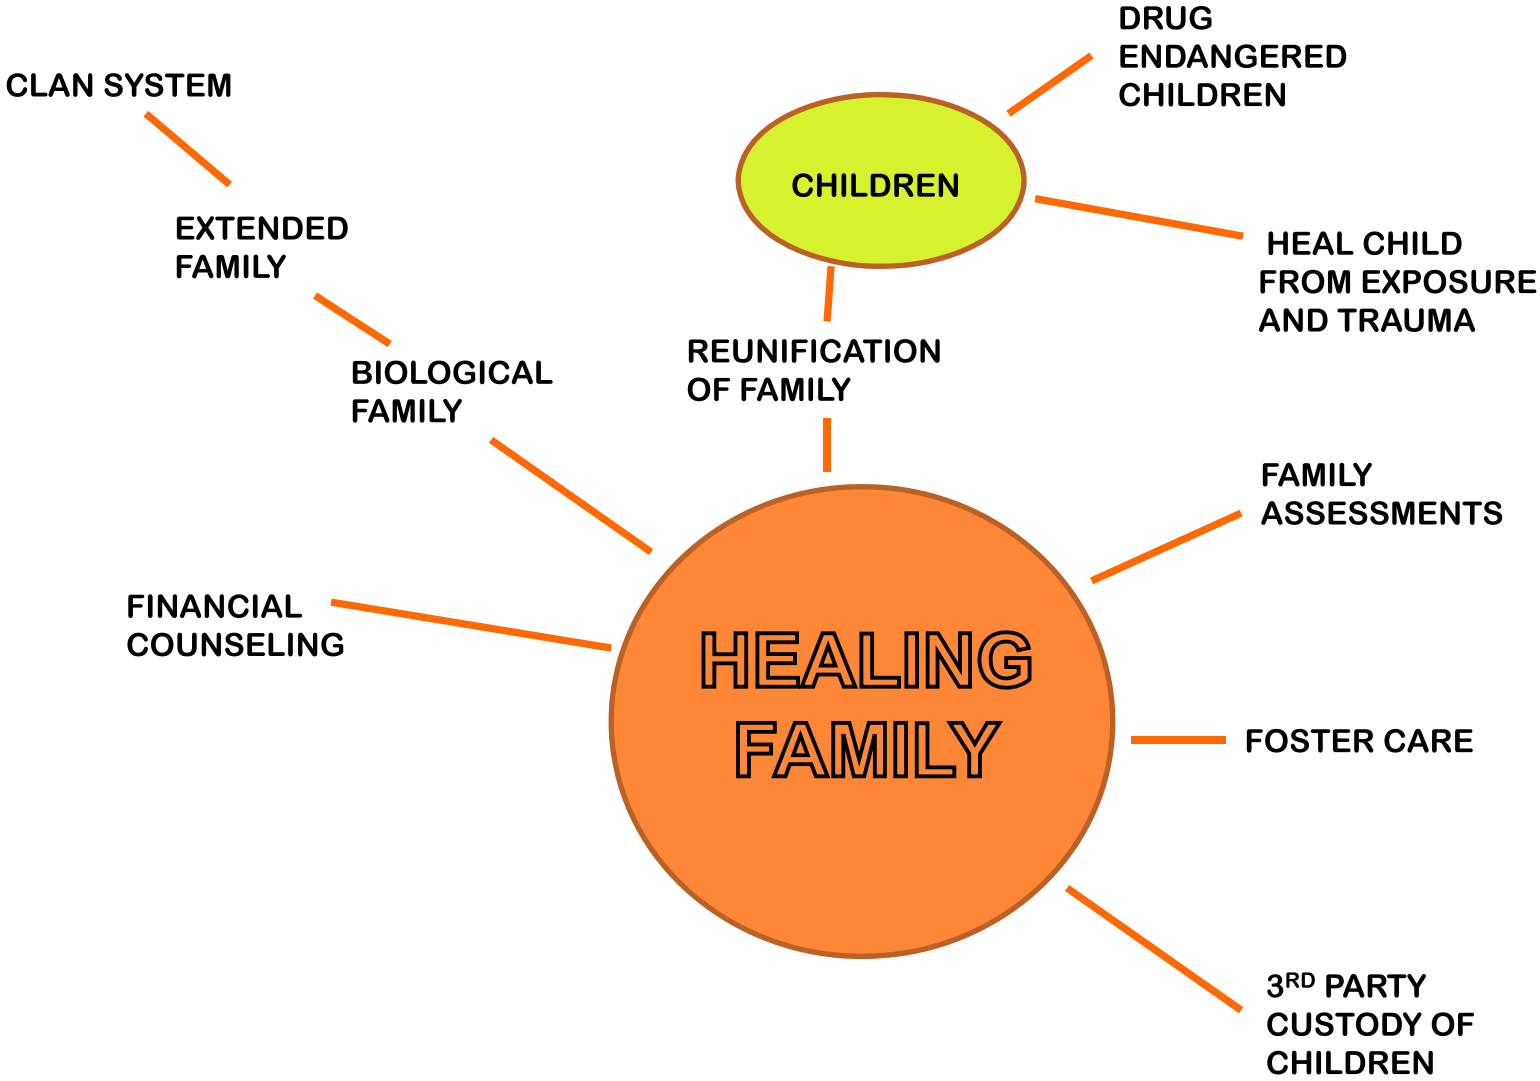 DRUG
ENDANGERED
CHILDREN
CLAN SYSTEM
CHILDREN
EXTENDED
FAMILY
HEAL CHILD
FROM EXPOSURE
AND TRAUMA
REUNIFICATION
OF FAMILY
BIOLOGICAL
FAMILY
FAMILY
ASSESSMENTS
FINANCIAL
COUNSELING
HEALING
FAMILY
FOSTER CARE
3RD PARTY
CUSTODY OF
CHILDREN